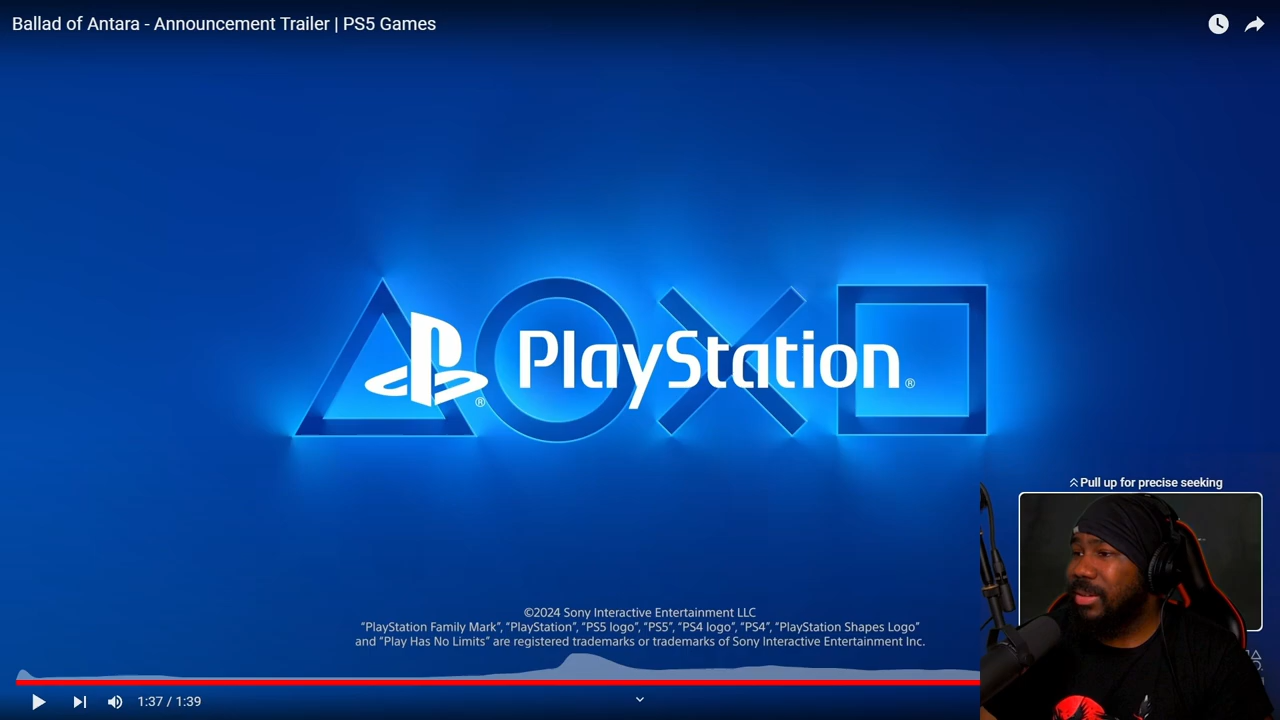 Ballad of Antara - Announcement Trailer | PS5 Games
PlayStation®
®
Pull up for precise seeking
©2024 Sony Interactive Entertainment LLC
“PlayStation Family Mark”, “PlayStation”, “PS5 logo”, “PS5”, “PS4 logo”, “PS4”, “PlayStation Shapes Logo”
and “Play Has No Limits” are registered trademarks or trademarks of Sony Interactive Entertainment Inc.
1:37 / 1:39